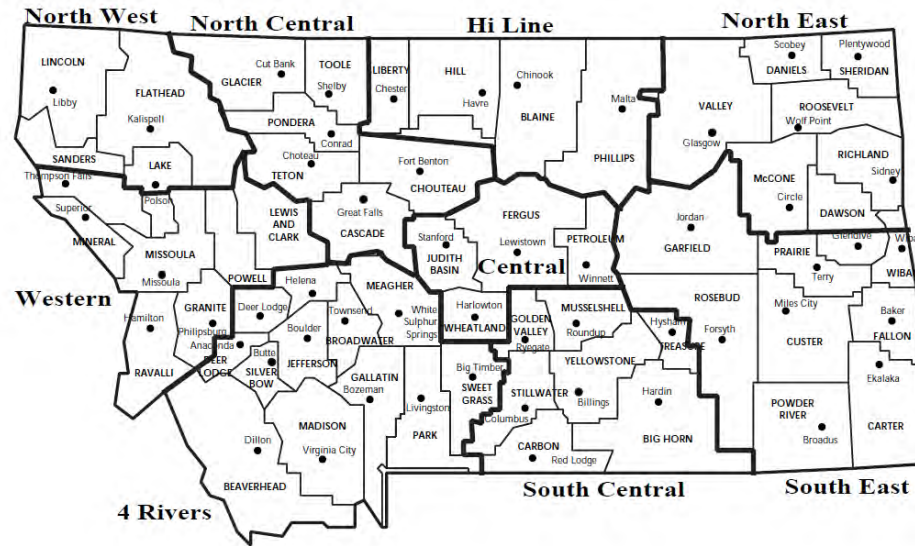 North West
North Central
Hi Line
North East
LINCOLN
Libby
FLATHEAD
Kalispell
SANDERS
Thompson Falls
LAKE
Polson
Cut Bank
GLACIER
TOOLE
Shelby
PONDERA
Conrad
Choteau
TETON
LIBERTY
Chester
HILL
Havre
Chinook
BLAINE
Malta
PHILLIPS
Fort Benton
CHOUTEAU
Scobey
DANIELS
Plentywood
SHERIDAN
VALLEY
Glasgow
ROOSEVELT
Wolf Point
RICHLAND
Sidney
McCONE
Circle
DAWSON
Glendive
Superior
MINERAL
MISSOULA
Missoula
Western
Hamilton
RAVALLI
GRANITE
Philipsburg
POWELL
Deer Lodge
LEWIS
AND
CLARK
Great Falls
CASCADE
Helena
Anaconda
DEER
LODGE
Butte
SILVER
BOW
Boulder
JEFFERSON
Townsend
BROADWATER
MEAGHER
White
Sulphur
Springs
GALLATIN
Bozeman
Livingston
PARK
MADISON
Virginia City
Dillon
BEAVERHEAD
4 Rivers
Stanford
JUDITH
BASIN
FERGUS
Lewistown
PETROLEUM
Winnett
Central
Harlowton
WHEATLAND
GOLDEN
VALLEY
Ryegate
MUSSELSHELL
Roundup
Big Timber
SWEET
GRASS
STILLWATER
Columbus
YELLOWSTONE
Billings
CARBON
Red Lodge
Hysham
TREASURE
Hardin
BIG HORN
South Central
Jordan
GARFIELD
ROSEBUD
Forsyth
PRAIRIE
Terry
Miles City
CUSTER
WIBA
Baker
FALLON
Ekalaka
CARTER
POWDER
RIVER
Broadus
South East